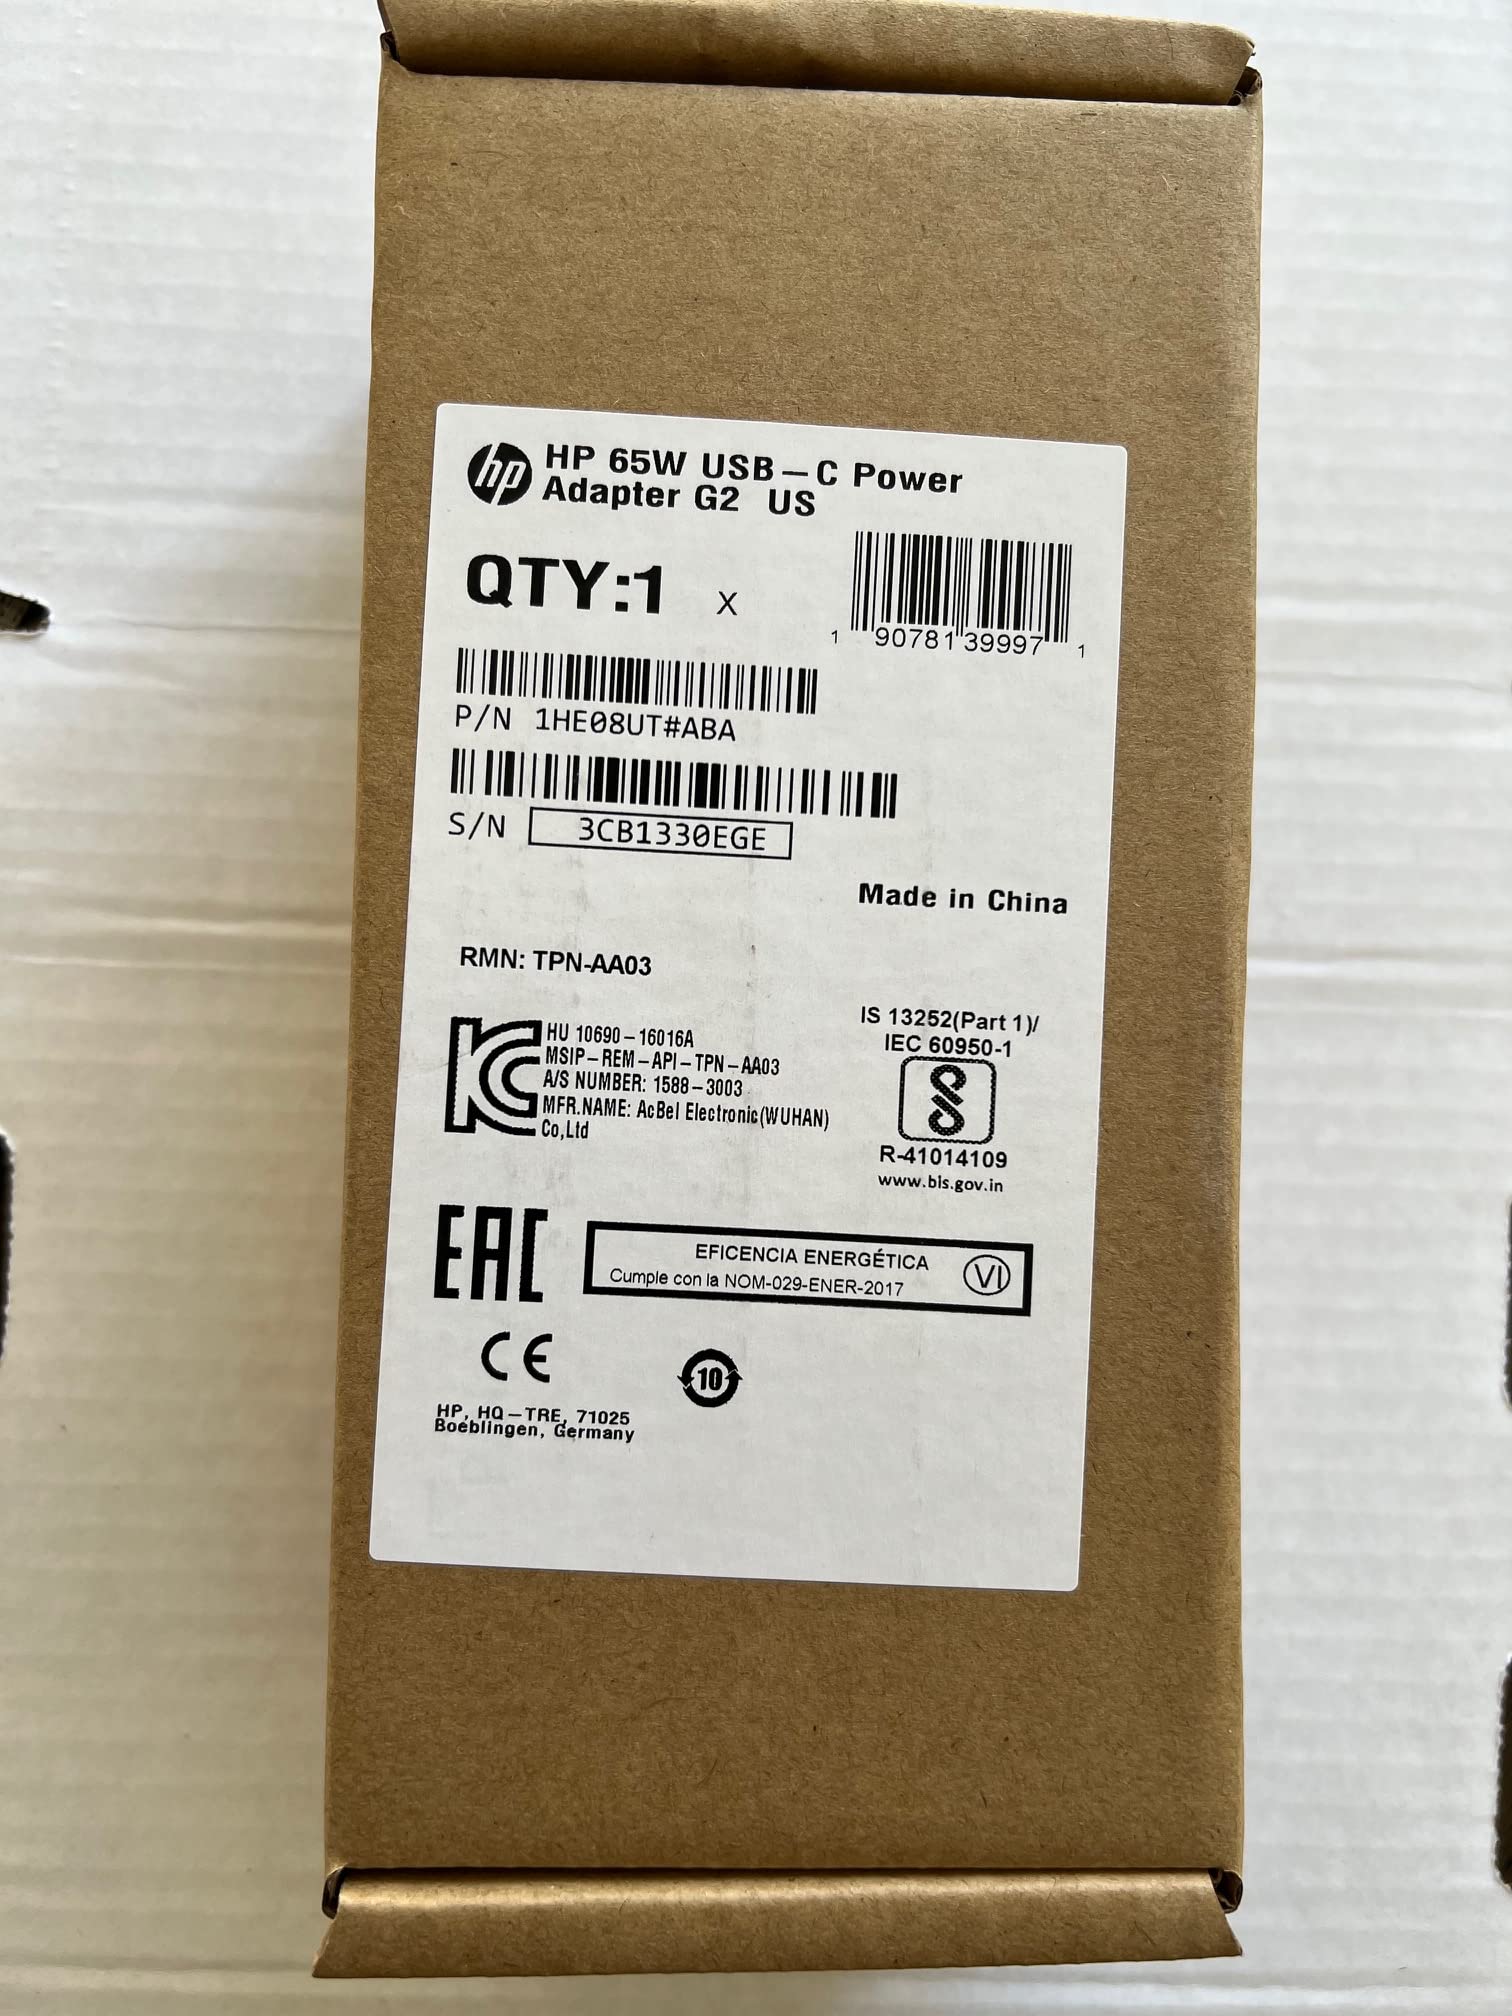 hp
HP 65W USB–C Power
Adapter G2 US
QTY:1 X
1 90781 39997 1
P/N 1HE08UT#ABA
S/N 3CB1330EGE
Made in China
RMN: TPN-AA03
HU 10690–16016A
MSIP–REM–API–TPN–AA03
A/S NUMBER: 1588–3003
MFR.NAME: AcBel Electronic(WUHAN)
Co,Ltd
IS 13252(Part 1)/
IEC 60950-1
R-41014109
www.bis.gov.in
EAC
EFICENCIA ENERGÉTICA
Cumple con la NOM-029-ENER-2017
VI
CE
10
HP, HQ–TRE, 71025
Boeblingen, Germany